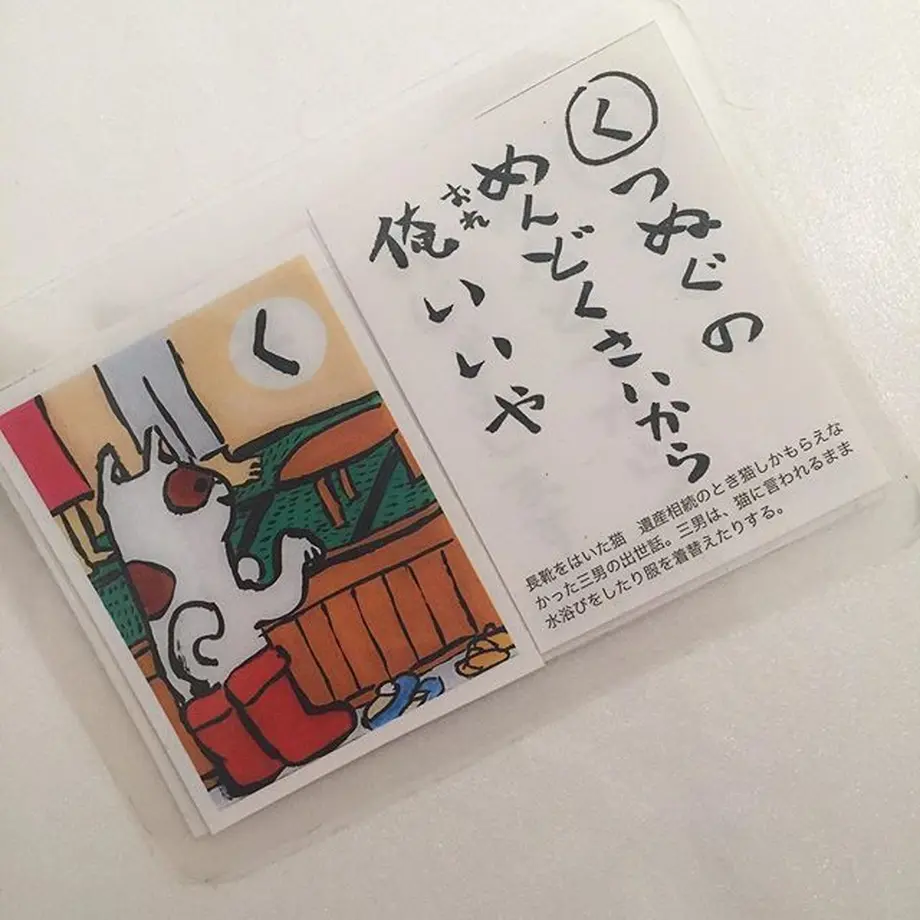 くつぬぐの
めんどくさいから
おれ
俺いいや
長靴をはいた猫　遺産相続のとき猫しかもらえな
かった三男の出世話。三男は、猫に言われるまま
水浴びをしたり服を着替えたりする。
く